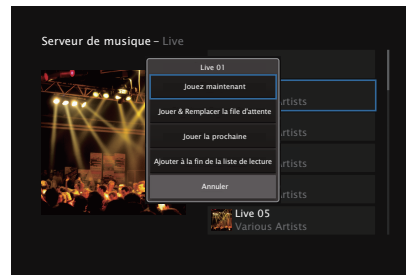 Serveur de musique – Live
Live 01
Jouez maintenant
Artists
Jouer & Remplacer la file d'attente
Artists
Jouer la prochaine
Artists
Ajouter à la fin de la liste de lecture
Artists
Annuler
Live 05
Various Artists